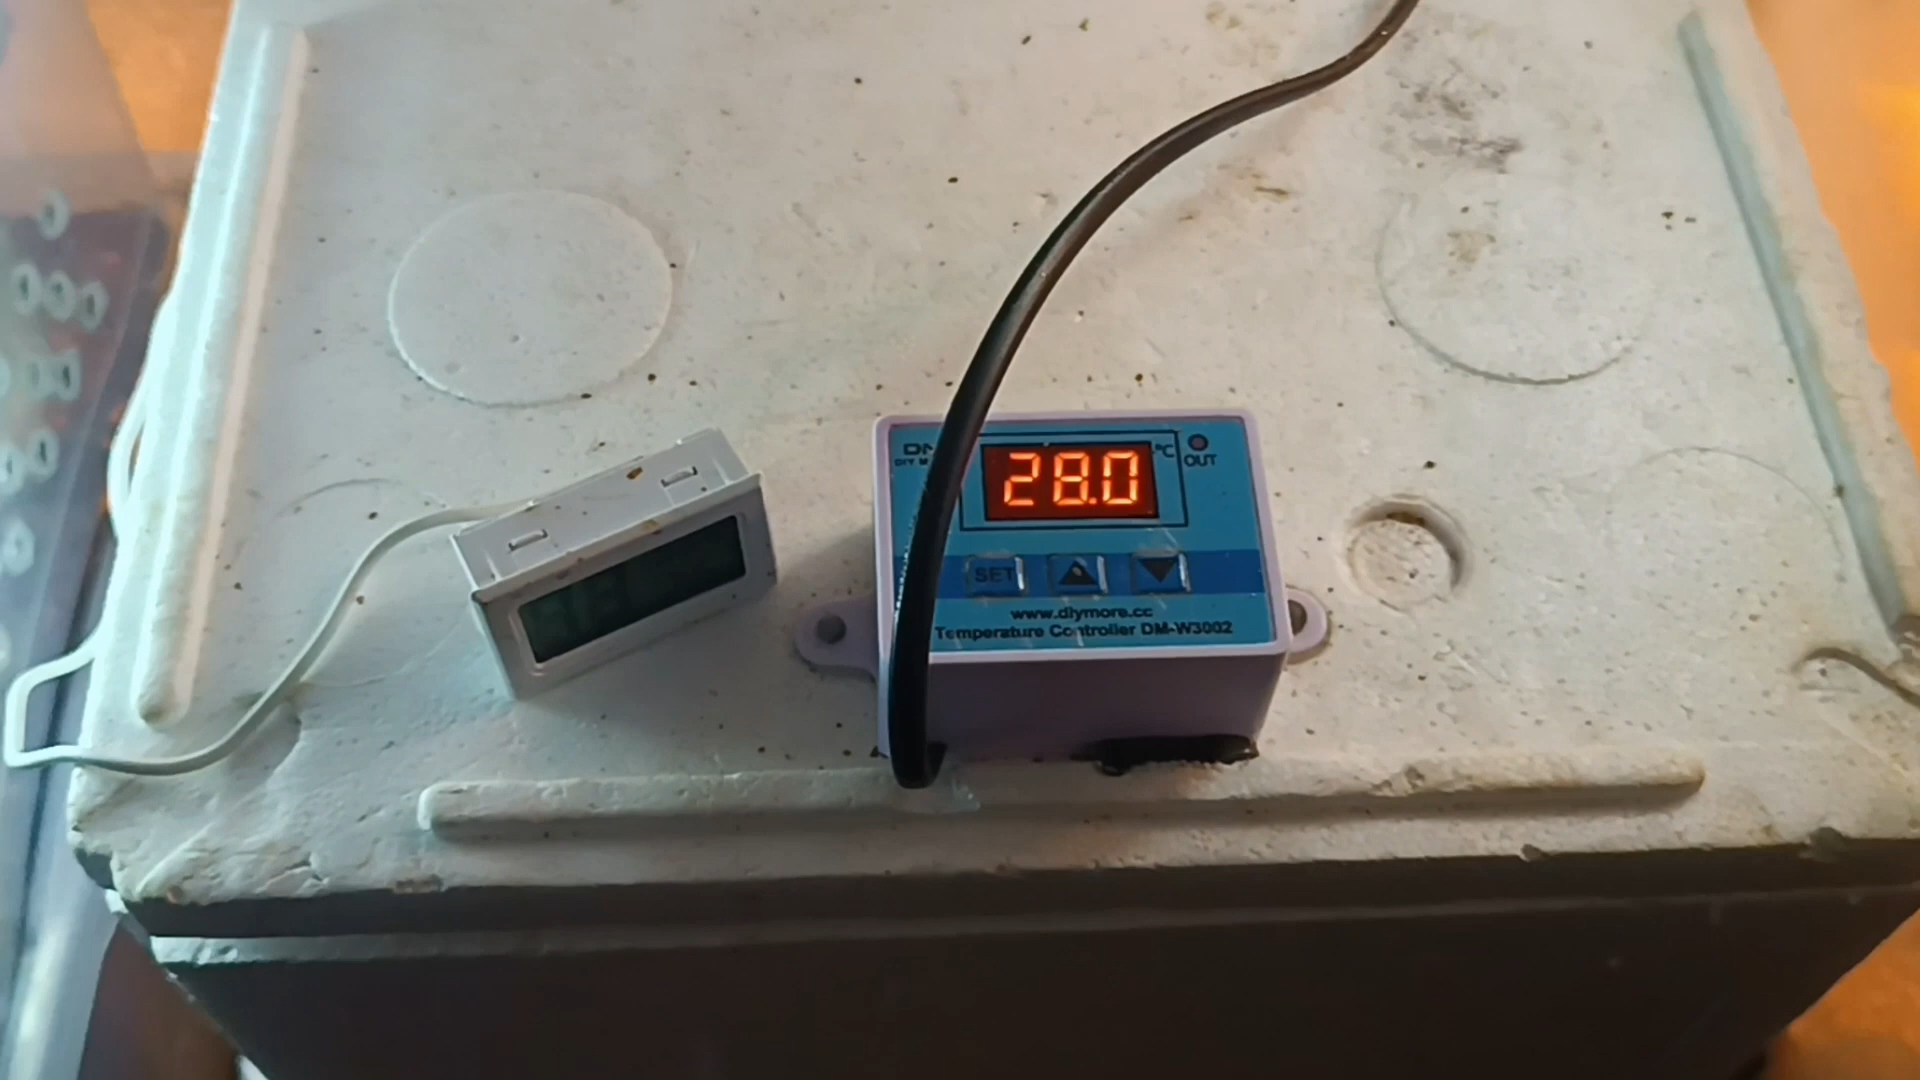 28.0
°C
OUT
SET
www.diymore.cc
Temperature Controller DM-W3002